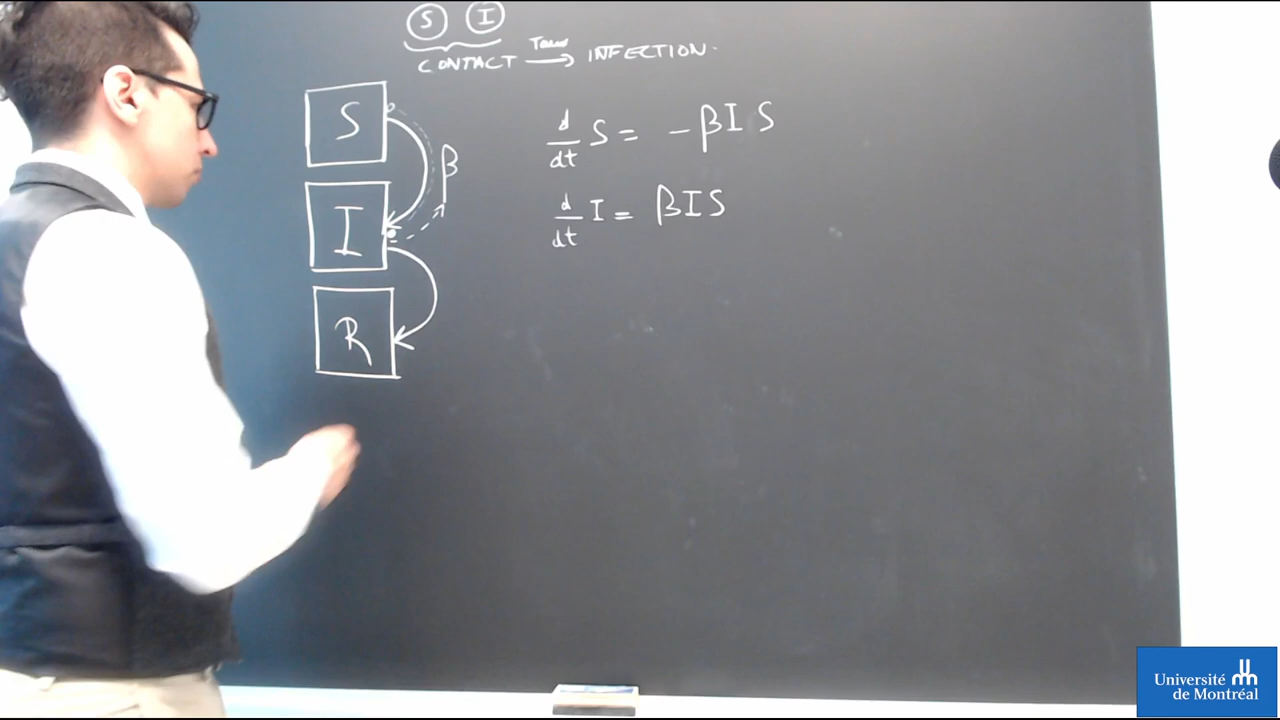 S I
CONTACT → INFECTION.
S
β
I
R
d/dt S = - βIS
d/dt I = βIS
Université
de Montréal